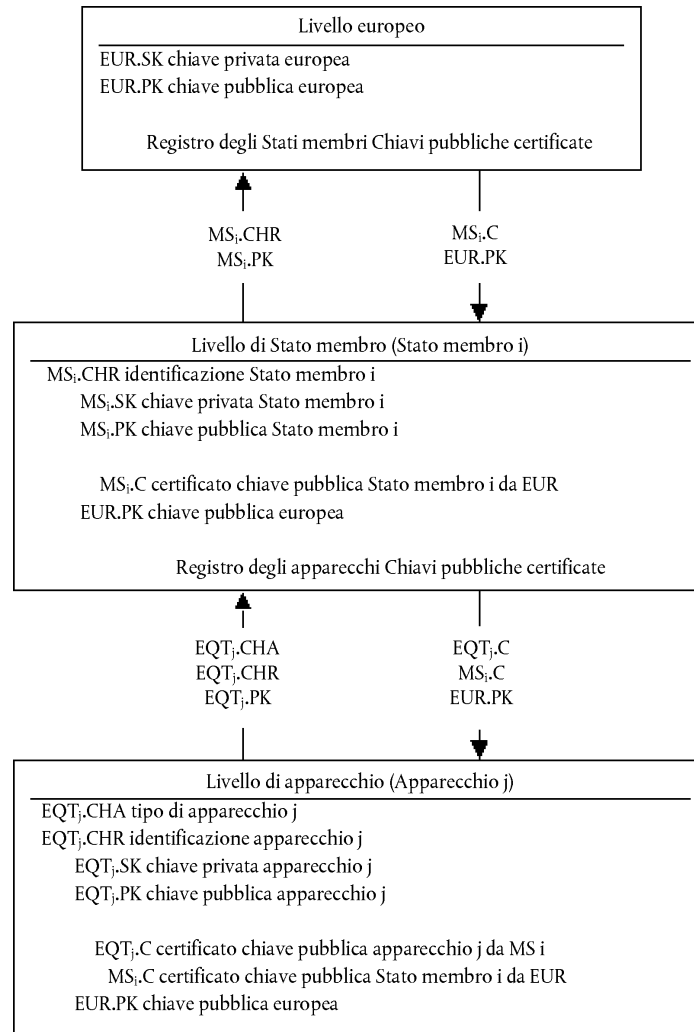 Livello europeo
EUR.SK chiave privata europea
EUR.PK chiave pubblica europea
Registro degli Stati membri Chiavi pubbliche certificate
MSi.CHR
MSi.PK
MSi.C
EUR.PK
Livello di Stato membro (Stato membro i)
MSi.CHR identificazione Stato membro i
MSi.SK chiave privata Stato membro i
MSi.PK chiave pubblica Stato membro i
MSi.C certificato chiave pubblica Stato membro i da EUR
EUR.PK chiave pubblica europea
Registro degli apparecchi Chiavi pubbliche certificate
EQTj.CHA
EQTj.CHR
EQTj.PK
EQTj.C
MSi.C
EUR.PK
Livello di apparecchio (Apparecchio j)
EQTj.CHA tipo di apparecchio j
EQTj.CHR identificazione apparecchio j
EQTj.SK chiave privata apparecchio j
EQTj.PK chiave pubblica apparecchio j
EQTj.C certificato chiave pubblica apparecchio j da MS i
MSi.C certificato chiave pubblica Stato membro i da EUR
EUR.PK chiave pubblica europea